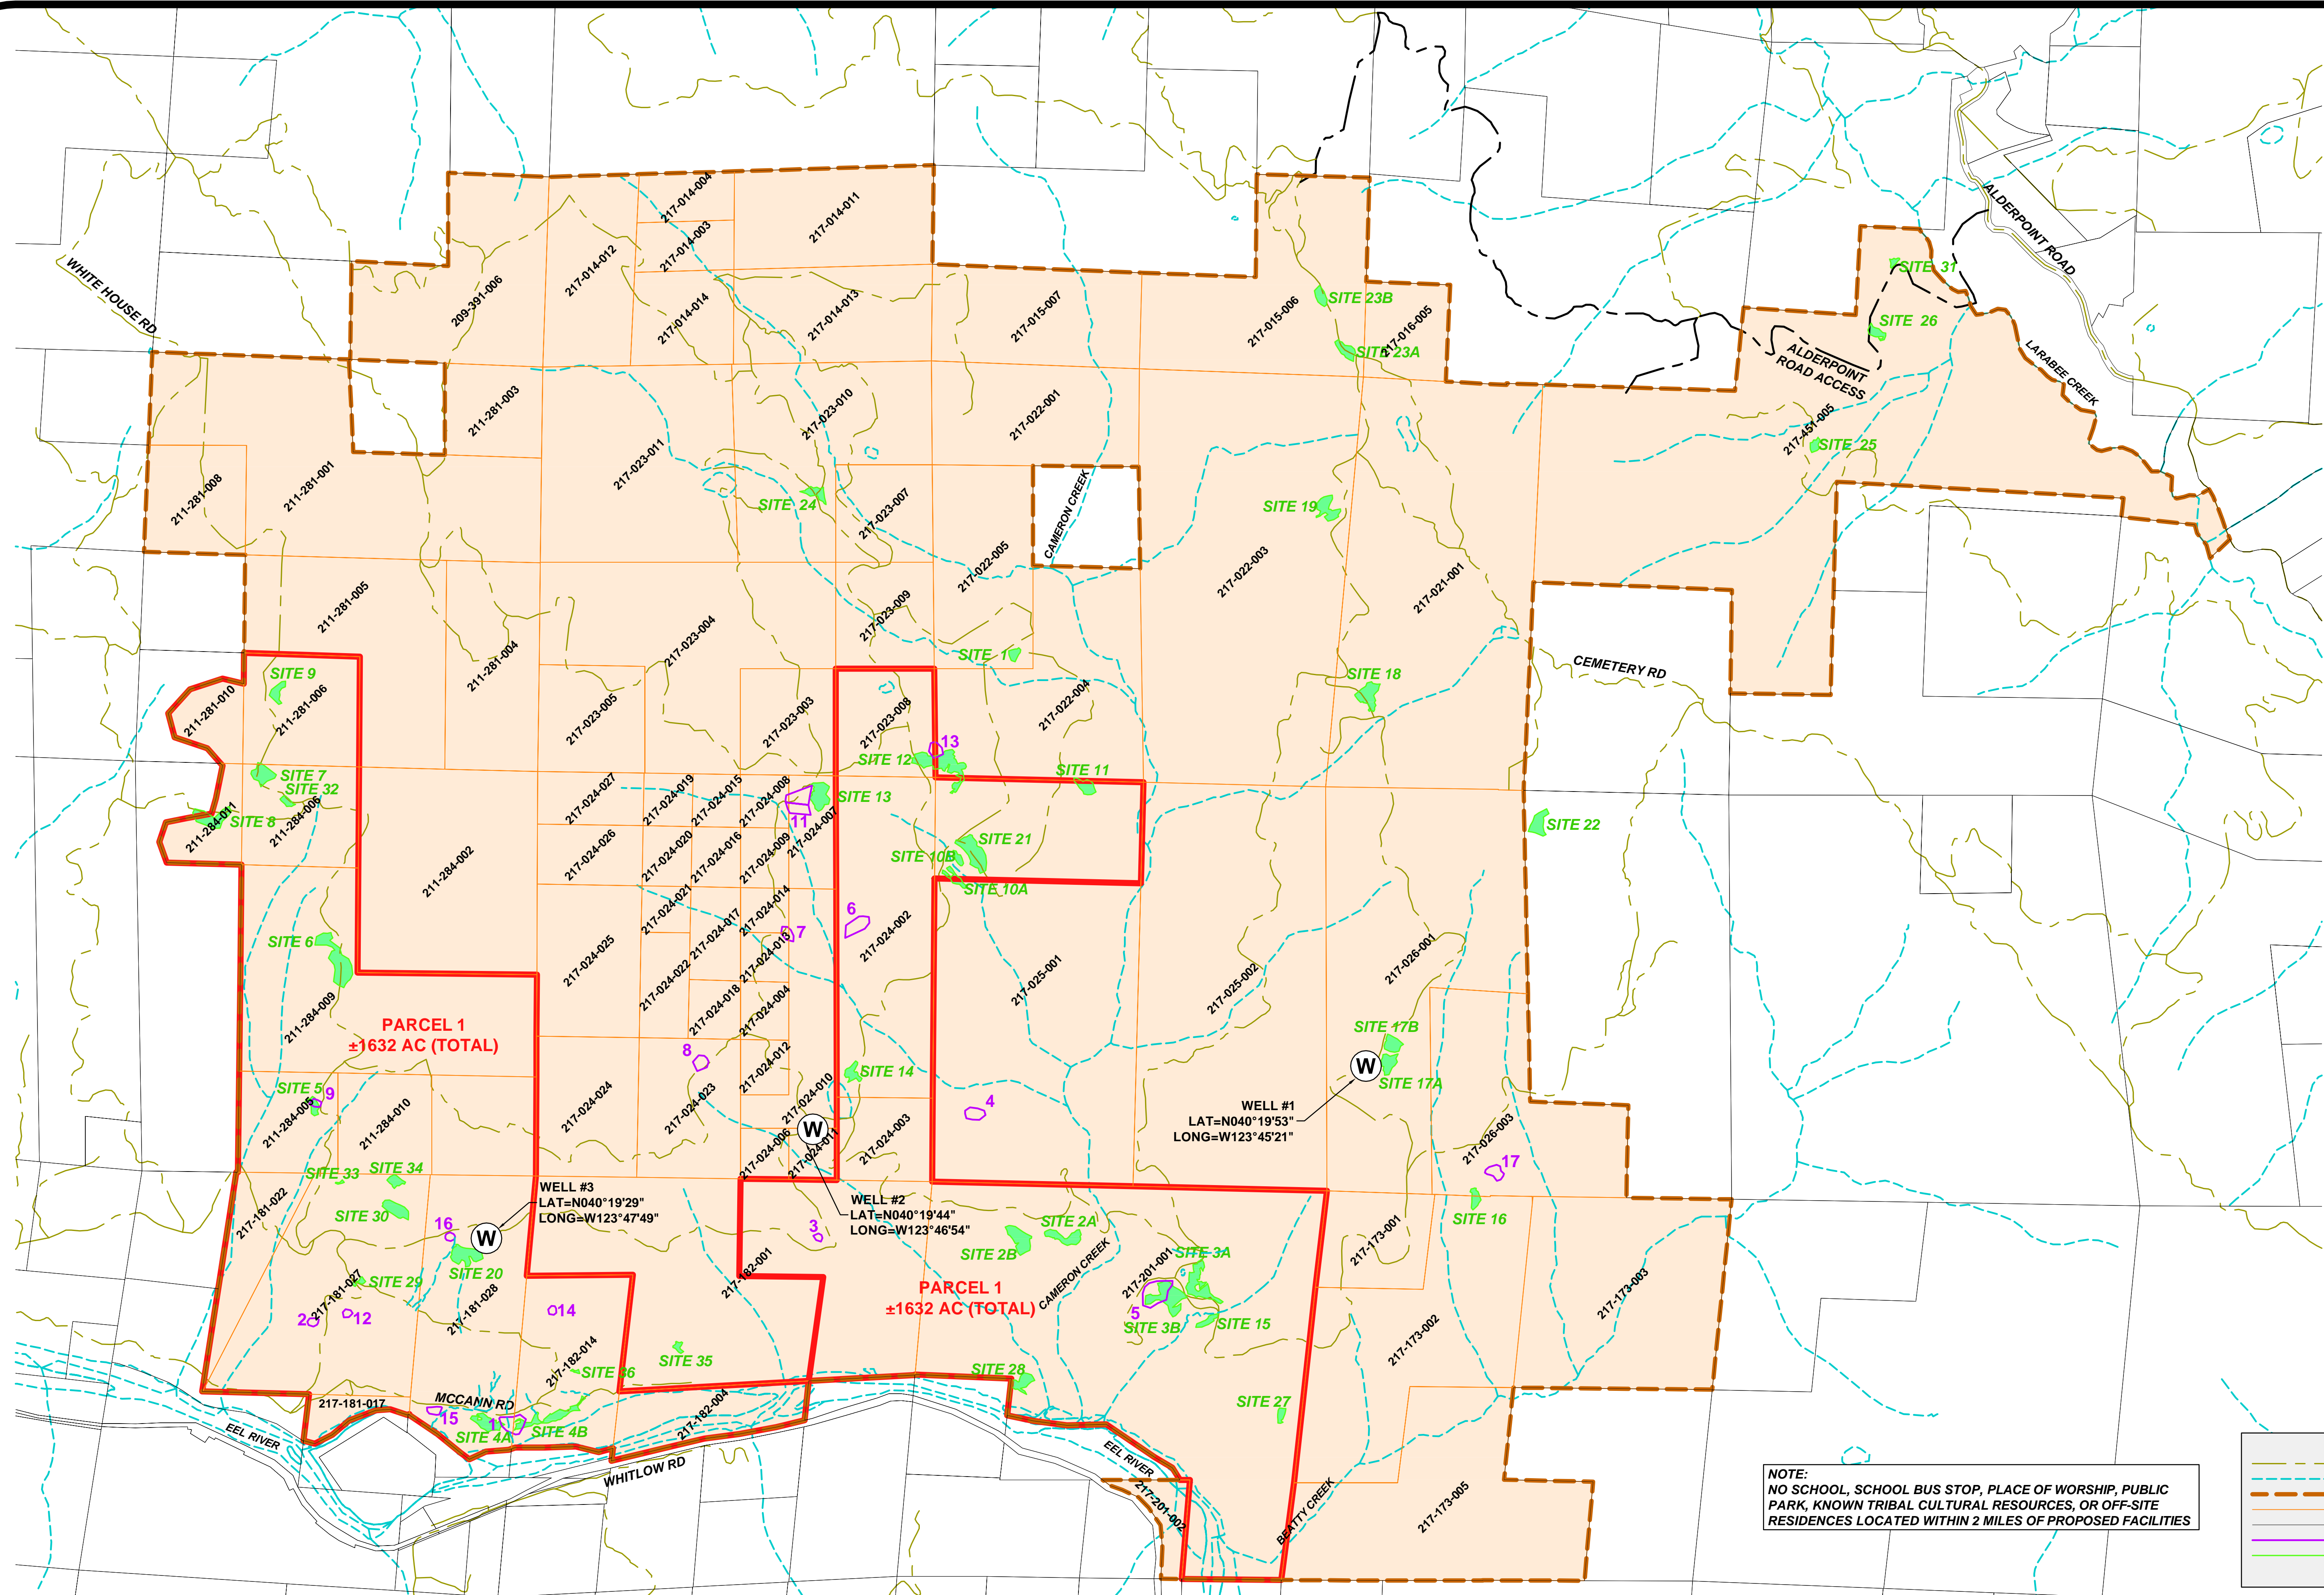 217-014-004
217-014-011
217-014-003
217-014-012
WHITE HOUSE RD
209-391-006
217-014-014
217-014-013
217-015-007
217-015-006
SITE 23B
217-016-005
SITE 23A
ALDERPOINT ROAD
SITE 31
SITE 26
ALDERPOINT
ROAD ACCESS
LARABEE CREEK
211-281-003
217-023-010
217-022-001
217-023-011
217-451-005
SITE 25
211-281-008
211-281-001
SITE 24
217-023-007
CAMERON CREEK
SITE 19
217-022-005
217-022-003
217-021-001
211-281-005
217-023-009
217-023-004
211-281-004
SITE 1
CEMETERY RD
SITE 9
211-281-010
211-281-006
217-023-005
217-023-003
217-023-008
217-022-004
SITE 18
13
SITE 12
SITE 11
SITE 7
SITE 32
SITE 8
211-284-011
211-284-006
217-024-027
217-024-019
217-024-015
217-024-008
SITE 13
11
217-024-007
SITE 22
211-284-002
217-024-026
217-024-020
217-024-016
217-024-009
SITE 21
SITE 10B
SITE 10A
217-024-021
217-024-017
217-024-014
6
7
217-024-002
SITE 6
217-024-025
217-024-022
217-024-013
217-024-018
217-024-004
217-025-001
217-025-002
217-026-001
211-284-009
PARCEL 1
±1632 AC (TOTAL)
SITE 17B
W
SITE 17A
8
217-024-012
SITE 14
217-024-010
SITE 5
9
211-284-005
211-284-010
217-024-024
217-024-023
4
WELL #1
LAT=N040°19'53"
LONG=W123°45'21"
W
217-024-006
217-024-011
217-024-003
217-026-003
17
SITE 33
SITE 34
SITE 30
217-181-022
WELL #3
LAT=N040°19'29"
LONG=W123°47'49"
WELL #2
LAT=N040°19'44"
LONG=W123°46'54"
SITE 16
16
W
SITE 20
3
SITE 2A
SITE 2B
CAMERON CREEK
SITE 3A
217-173-001
217-182-001
217-201-001
PARCEL 1
±1632 AC (TOTAL)
SITE 29
217-181-027
217-181-028
2
12
14
5
SITE 3B
SITE 15
217-173-002
217-173-003
217-182-014
SITE 35
SITE 36
SITE 28
SITE 27
MCCANN RD
217-181-017
15
1
SITE 4A
SITE 4B
217-182-004
EEL RIVER
WHITLOW RD
EEL RIVER
217-201-002
BEATTY CREEK
217-173-005
NOTE:
NO SCHOOL, SCHOOL BUS STOP, PLACE OF WORSHIP, PUBLIC
PARK, KNOWN TRIBAL CULTURAL RESOURCES, OR OFF-SITE
RESIDENCES LOCATED WITHIN 2 MILES OF PROPOSED FACILITIES